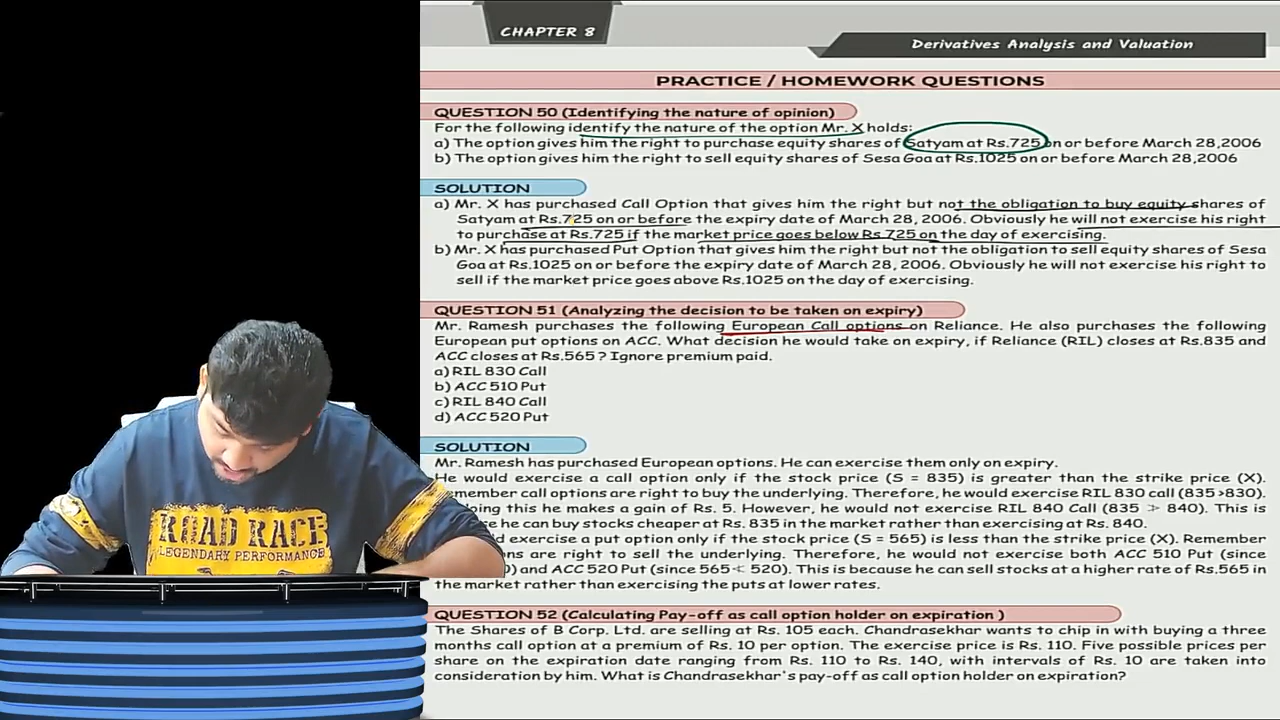 CHAPTER 8
Derivatives Analysis and Valuation
PRACTICE / HOMEWORK QUESTIONS
QUESTION 50 (Identifying the nature of opinion)
For the following identify the nature of the option Mr. X holds:
a) The option gives him the right to purchase equity shares of Satyam at Rs.725 on or before March 28,2006
b) The option gives him the right to sell equity shares of Sesa Goa at Rs.1025 on or before March 28,2006
SOLUTION
a) Mr. X has purchased Call Option that gives him the right but not the obligation to buy equity shares of
Satyam at Rs.725 on or before the expiry date of March 28, 2006. Obviously he will not exercise his right
to purchase at Rs.725 if the market price goes below Rs 725 on the day of exercising.
b) Mr. X has purchased Put Option that gives him the right but not the obligation to sell equity shares of Sesa
Goa at Rs.1025 on or before the expiry date of March 28, 2006. Obviously he will not exercise his right to
sell if the market price goes above Rs.1025 on the day of exercising.
QUESTION 51 (Analyzing the decision to be taken on expiry)
Mr. Ramesh purchases the following European Call options on Reliance. He also purchases the following
European put options on ACC. What decision he would take on expiry, if Reliance (RIL) closes at Rs.835 and
ACC closes at Rs.565? Ignore premium paid.
a) RIL 830 Call
b) ACC 510 Put
c) RIL 840 Call
d) ACC 520 Put
SOLUTION
Mr. Ramesh has purchased European options. He can exercise them only on expiry.
He would exercise a call option only if the stock price (S = 835) is greater than the strike price (X).
member call options are right to buy the underlying. Therefore, he would exercise RIL 830 call (835>830).
oing this he makes a gain of Rs. 5. However, he would not exercise RIL 840 Call (835 ≯ 840). This is
e he can buy stocks cheaper at Rs. 835 in the market rather than exercising at Rs. 840.
d exercise a put option only if the stock price (S = 565) is less than the strike price (X). Remember
ns are right to sell the underlying. Therefore, he would not exercise both ACC 510 Put (since
0) and ACC 520 Put (since 565≮ 520). This is because he can sell stocks at a higher rate of Rs.565 in
the market rather than exercising the puts at lower rates.
QUESTION 52 (Calculating Pay-off as call option holder on expiration )
The Shares of B Corp. Ltd. are selling at Rs. 105 each. Chandrasekhar wants to chip in with buying a three
months call option at a premium of Rs. 10 per option. The exercise price is Rs. 110. Five possible prices per
share on the expiration date ranging from Rs. 110 to Rs. 140, with intervals of Rs. 10 are taken into
consideration by him. What is Chandrasekhar's pay-off as call option holder on expiration?
ROAD RACE
LEGENDARY PERFORMANCE